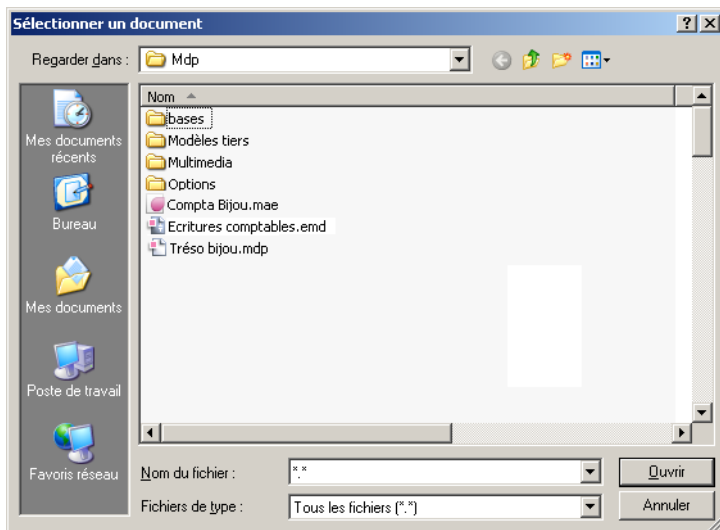 Sélectionner un document
Regarder dans :
Mdp
Mes documents
récents
Bureau
Mes documents
Poste de travail
Favoris réseau
Nom
bases
Modèles tiers
Multimedia
Options
Compta Bijou.mae
Ecritures comptables.emd
Tréso bijou.mdp
Nom du fichier :
*.*
Ouvrir
Fichiers de type :
Tous les fichiers (*.*)
Annuler